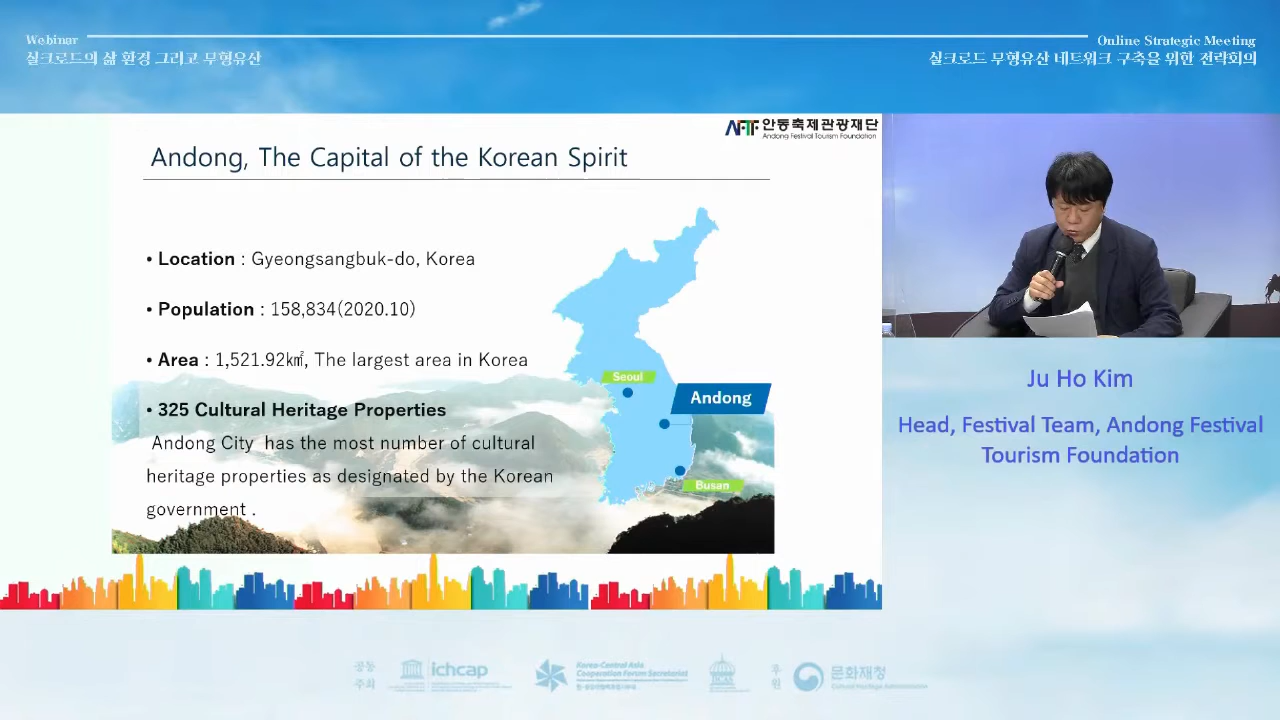 Webinar
실크로드의 삶 환경 그리고 무형유산
Online Strategic Meeting
실크로드 무형유산 네트워크 구축을 위한 전략회의
안동축제관광재단
Andong Festival Tourism Foundation
Andong, The Capital of the Korean Spirit
• Location : Gyeongsangbuk-do, Korea
• Population : 158,834(2020.10)
• Area : 1,521.92㎢, The largest area in Korea
• 325 Cultural Heritage Properties
Andong City has the most number of cultural
heritage properties as designated by the Korean
government .
Seoul
Andong
Busan
Ju Ho Kim
Head, Festival Team, Andong Festival
Tourism Foundation
공동
주최
ichcap
Korea-Central Asia
Cooperation Forum Secretariat
후
원
문화재청
Cultural Heritage Administration